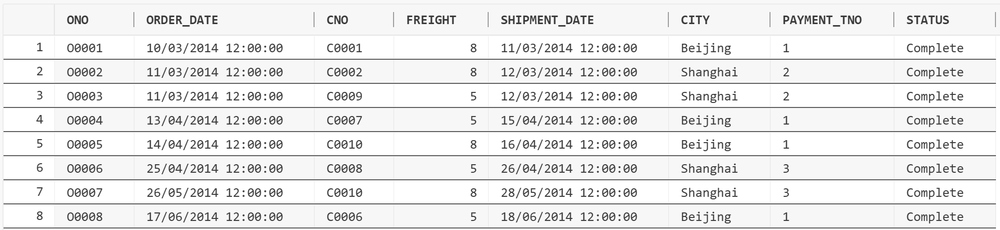 ONO ORDER_DATE CNO FREIGHT SHIPMENT_DATE CITY PAYMENT_TNO STATUS
1 O0001 10/03/2014 12:00:00 C0001 8 11/03/2014 12:00:00 Beijing 1 Complete
2 O0002 11/03/2014 12:00:00 C0002 8 12/03/2014 12:00:00 Shanghai 2 Complete
3 O0003 11/03/2014 12:00:00 C0009 5 12/03/2014 12:00:00 Shanghai 2 Complete
4 O0004 13/04/2014 12:00:00 C0007 5 15/04/2014 12:00:00 Beijing 1 Complete
5 O0005 14/04/2014 12:00:00 C0010 8 16/04/2014 12:00:00 Beijing 1 Complete
6 O0006 25/04/2014 12:00:00 C0008 5 26/04/2014 12:00:00 Shanghai 3 Complete
7 O0007 26/05/2014 12:00:00 C0010 8 28/05/2014 12:00:00 Shanghai 3 Complete
8 O0008 17/06/2014 12:00:00 C0006 5 18/06/2014 12:00:00 Beijing 1 Complete